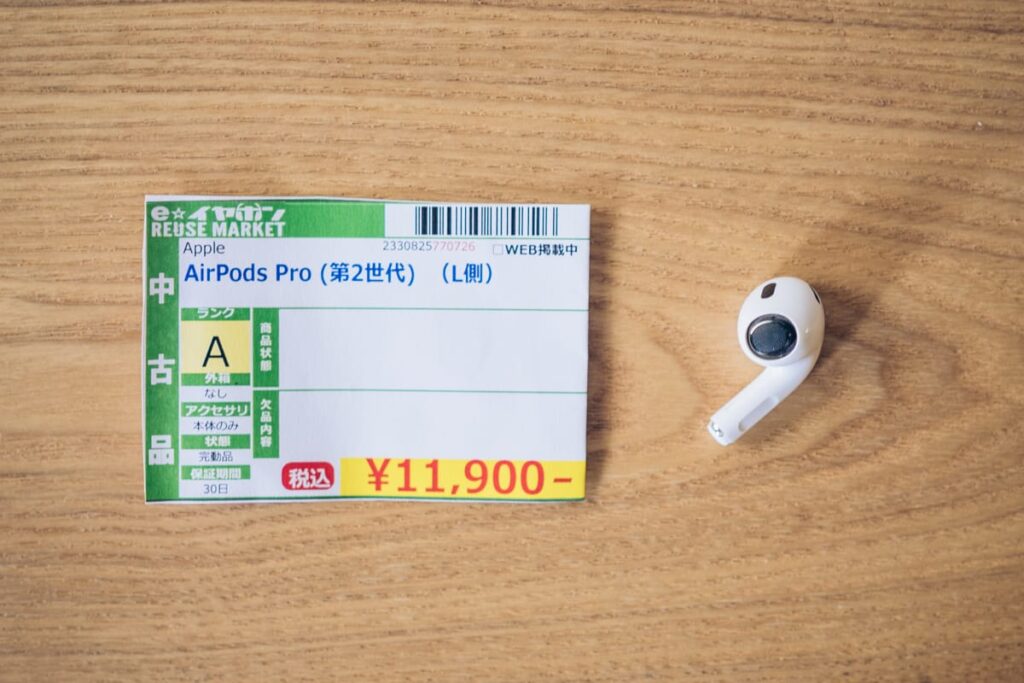 e☆イヤホン
REUSE MARKET
Apple
2330825770726
□WEB掲載中
AirPods Pro (第2世代) （L側）
中古品
ランク
A
外箱
なし
アクセサリ
本体のみ
状態
完動品
保証期間
30日
商品状態
欠品内容
税込
¥11,900−